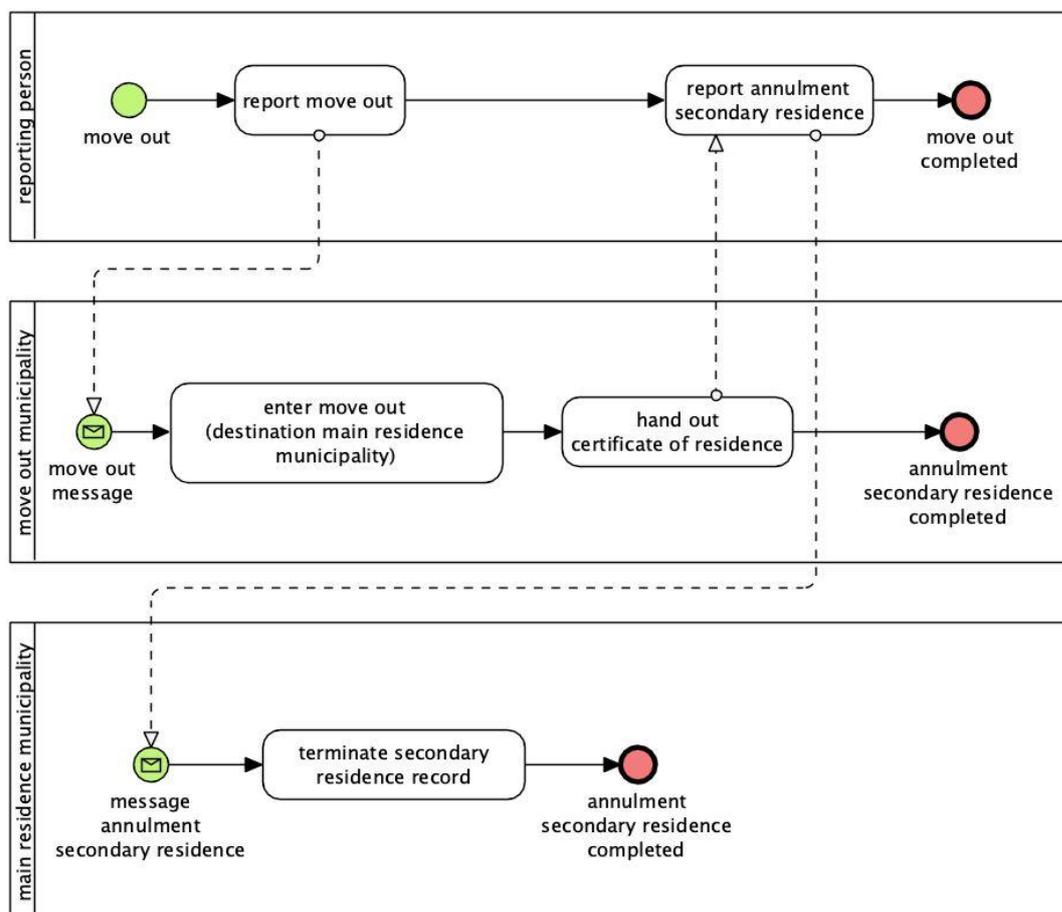 reporting person
move out
report move out
report annulment
secondary residence
move out
completed
move out municipality
move out
message
enter move out
(destination main residence
municipality)
hand out
certificate of residence
annulment
secondary residence
completed
main residence municipality
message
annulment
secondary residence
terminate secondary
residence record
annulment
secondary residence
completed